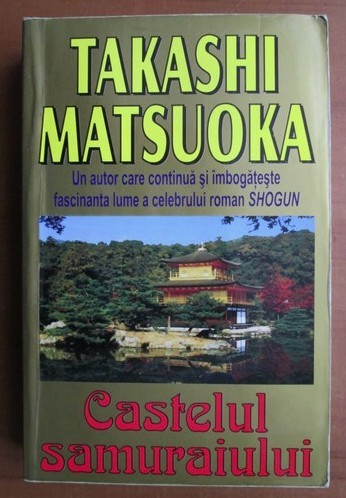 TAKASHI
MATSUOKA
Un autor care continuă și îmbogățește
fascinanta lume a celebrului roman SHOGUN
Castelul
samuraiului